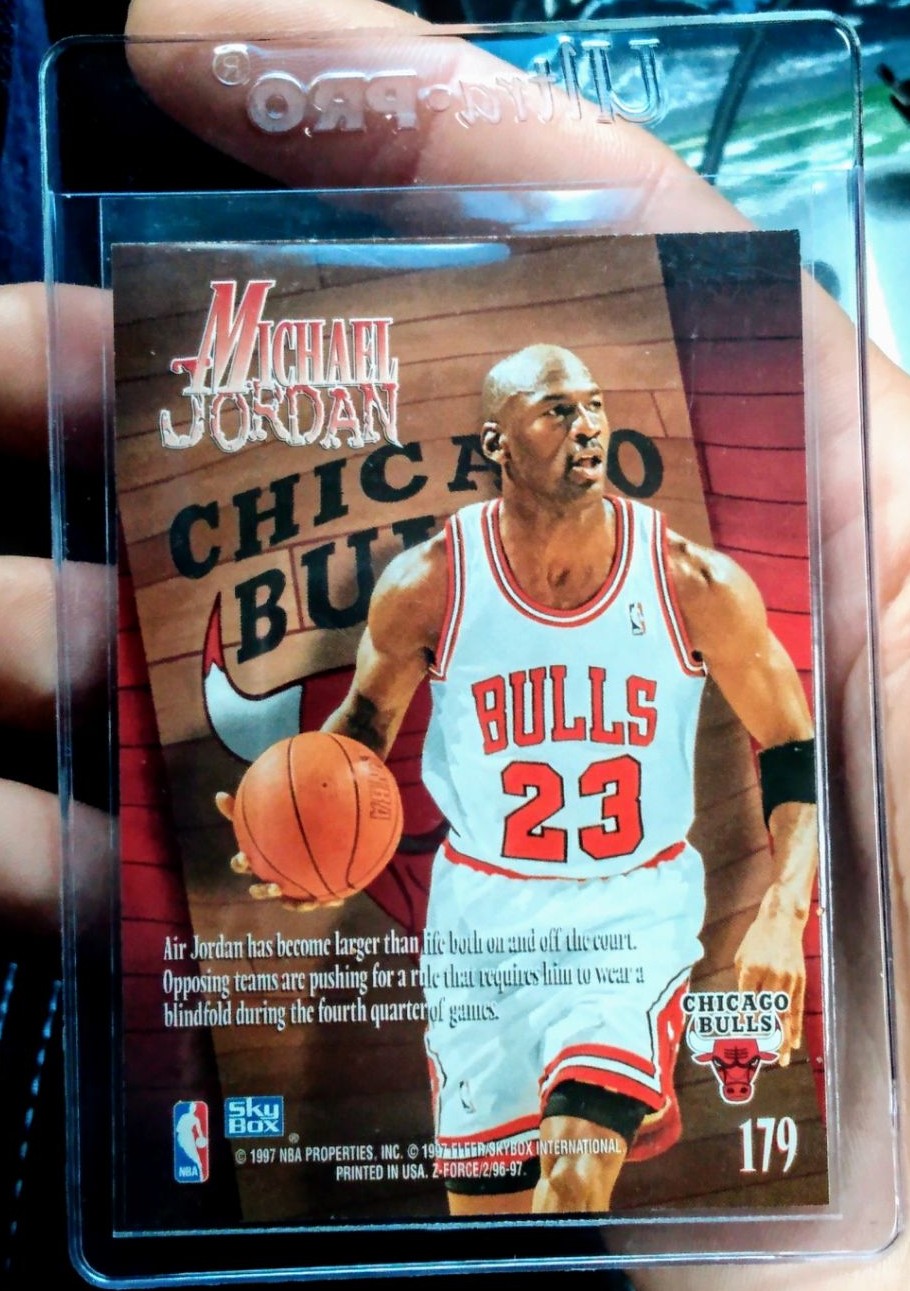 Ultra•PRO®
MICHAEL
JORDAN
CHICAGO
BULLS
BULLS
23
Air Jordan has become larger than life both on and off the court.
Opposing teams are pushing for a rule that requires him to wear a
blindfold during the fourth quarter of games.
CHICAGO
BULLS
NBA
SkyBox®
© 1997 NBA PROPERTIES, INC. © 1997 FLEER/SKYBOX INTERNATIONAL.
PRINTED IN USA. Z-FORCE/2/96-97.
179